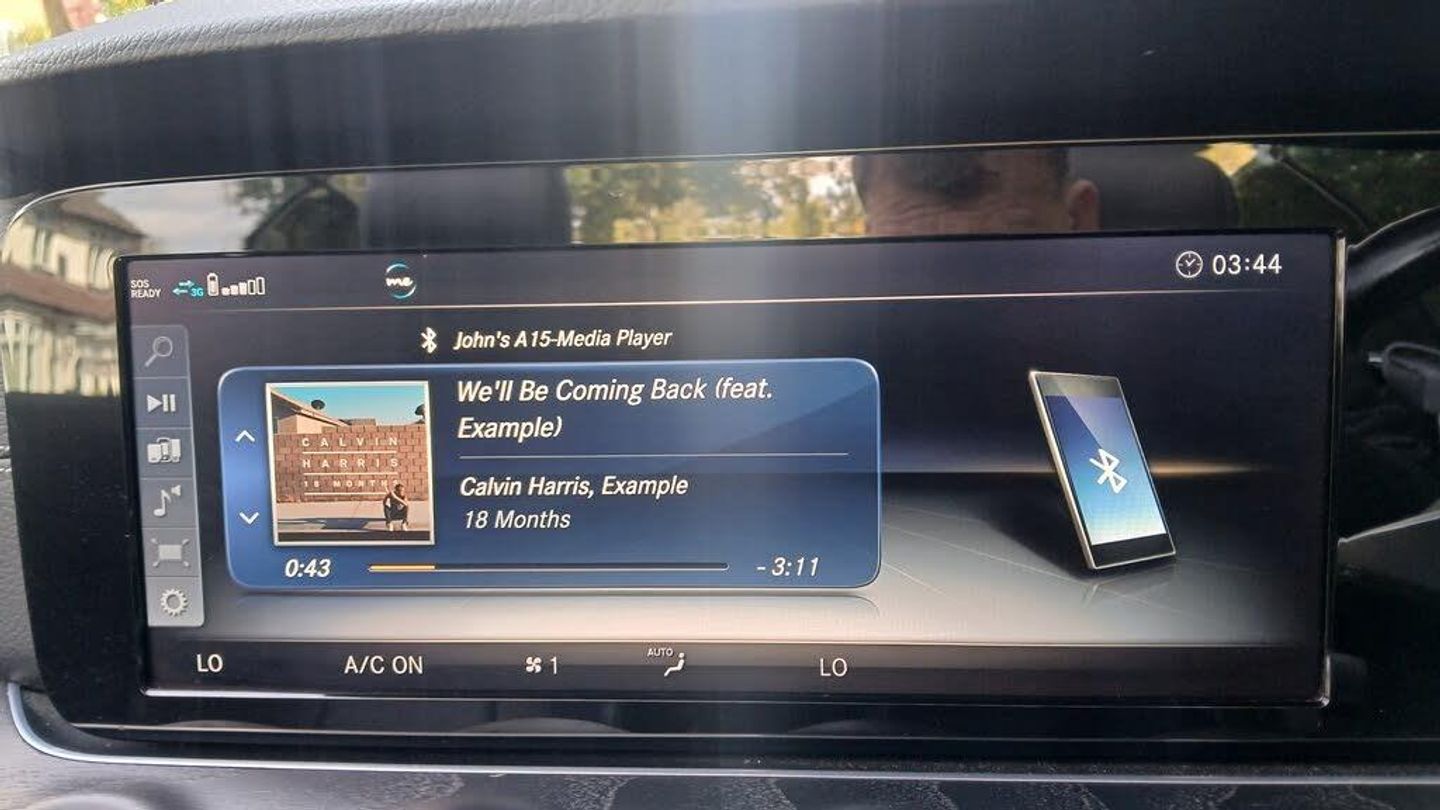 SOS
READY
3G
me
03:44
John's A15-Media Player
We'll Be Coming Back (feat.
Example)
CALVIN
HARRIS
18 MONTHS
Calvin Harris, Example
18 Months
0:43
- 3:11
LO
A/C ON
1
AUTO
LO